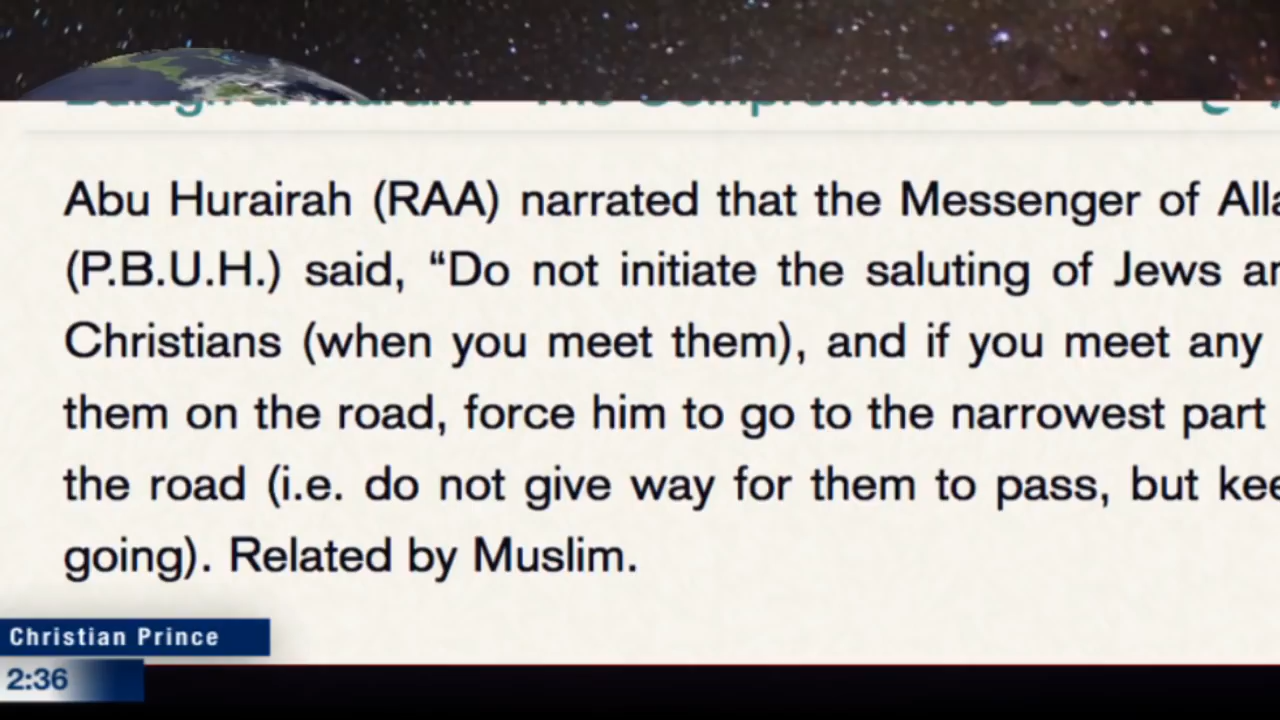 Abu Hurairah (RAA) narrated that the Messenger of
(P.B.U.H.) said, “Do not initiate the saluting of Jews
Christians (when you meet them), and if you meet any
them on the road, force him to go to the narrowest part
the road (i.e. do not give way for them to pass, but
going). Related by Muslim.
Christian Prince
2:36